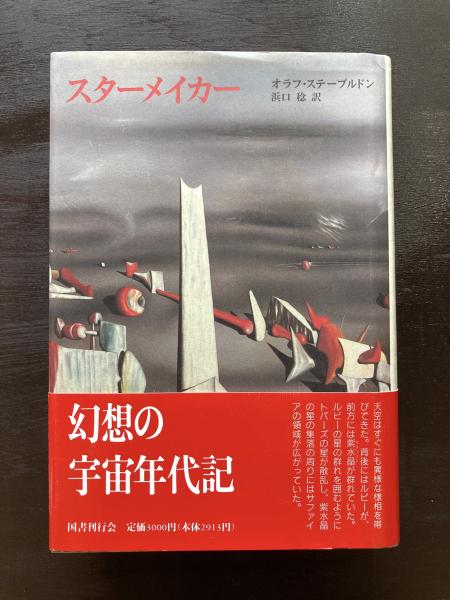 スターメイカー
オラフ・ステープルドン
浜口 稔 訳
天空はすぐにも異様な様相を帯
びてきた。背後にはルビーが、
前方には紫水晶が群れていた。
ルビーの星の群れを囲むように
トパーズの星が散乱し、紫水晶
の星の集落の周りにはサファイ
アの領域が広がっていた。
幻想の
宇宙年代記
国書刊行会 定価3000円(本体2913円)